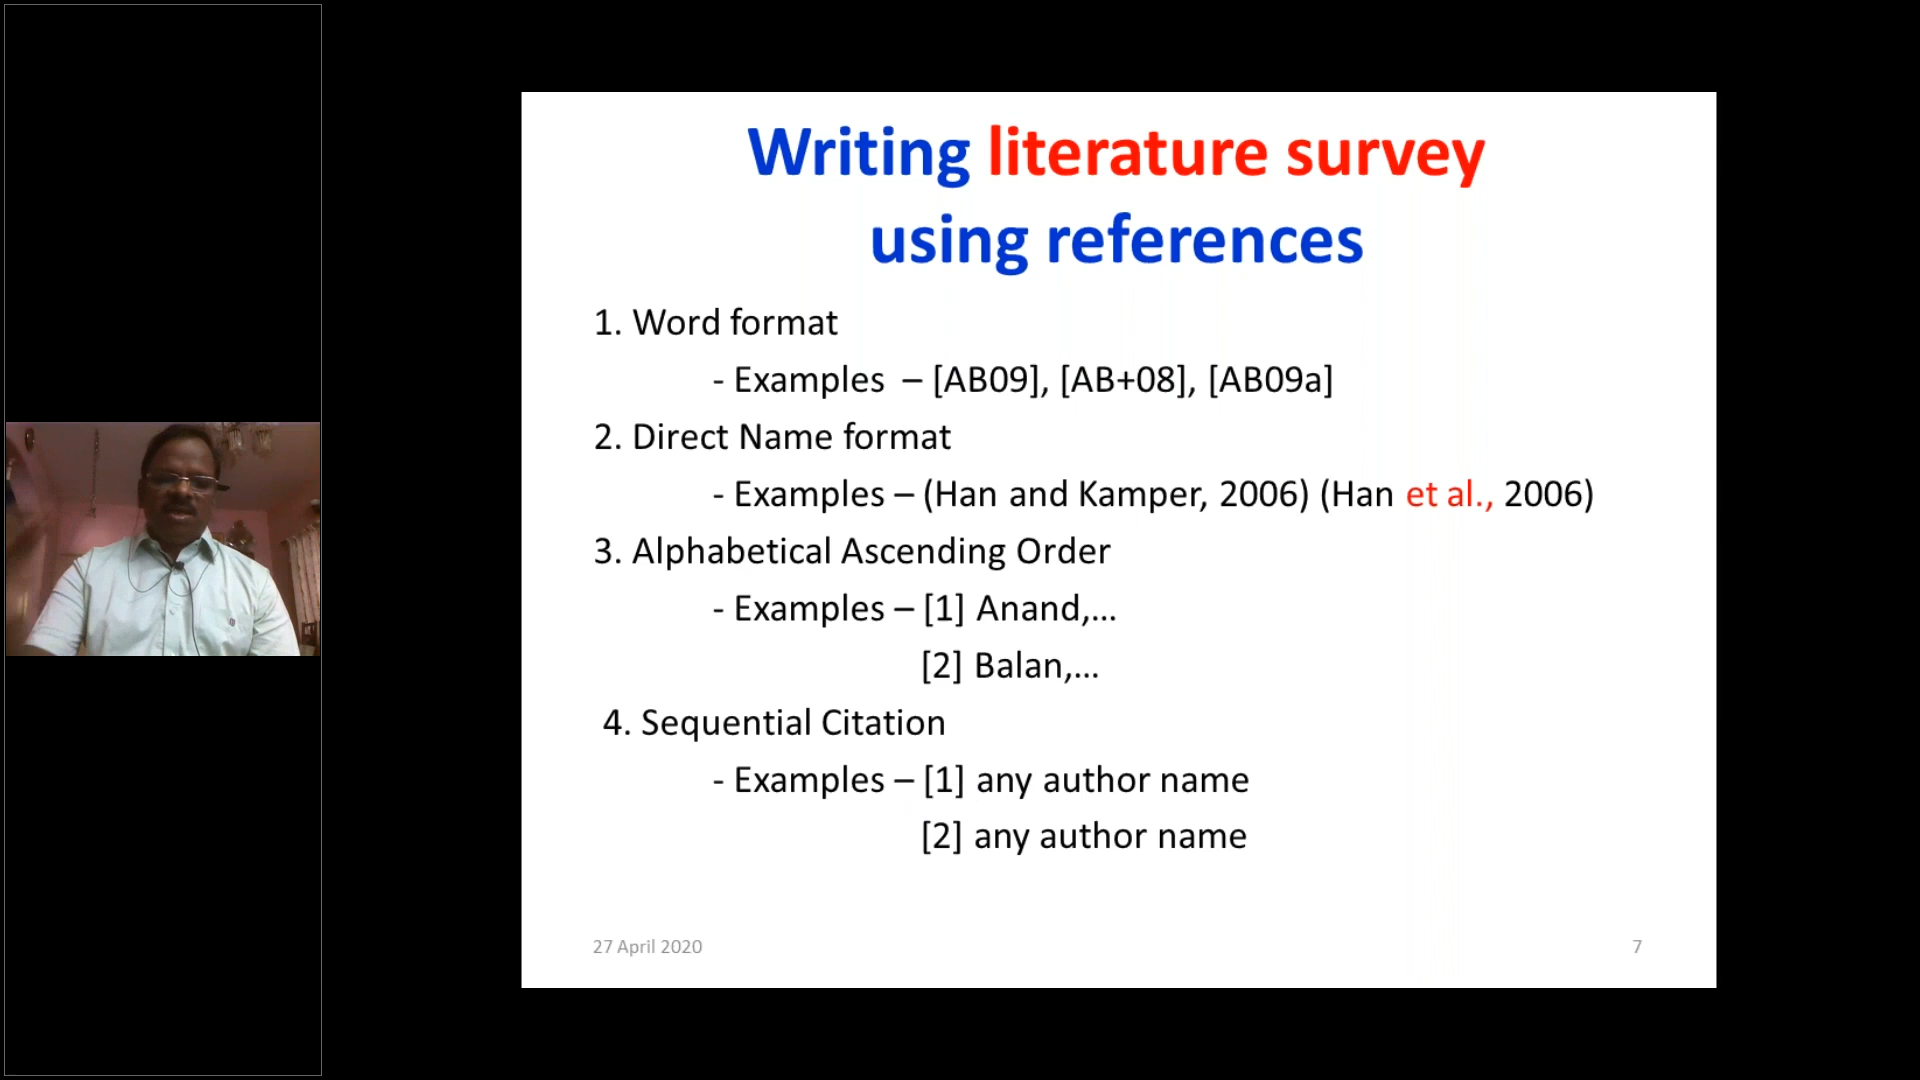 Writing literature survey
using references
1. Word format
- Examples – [AB09], [AB+08], [AB09a]
2. Direct Name format
- Examples – (Han and Kamper, 2006) (Han et al., 2006)
3. Alphabetical Ascending Order
- Examples – [1] Anand,...
[2] Balan,...
4. Sequential Citation
- Examples – [1] any author name
[2] any author name
27 April 2020
7